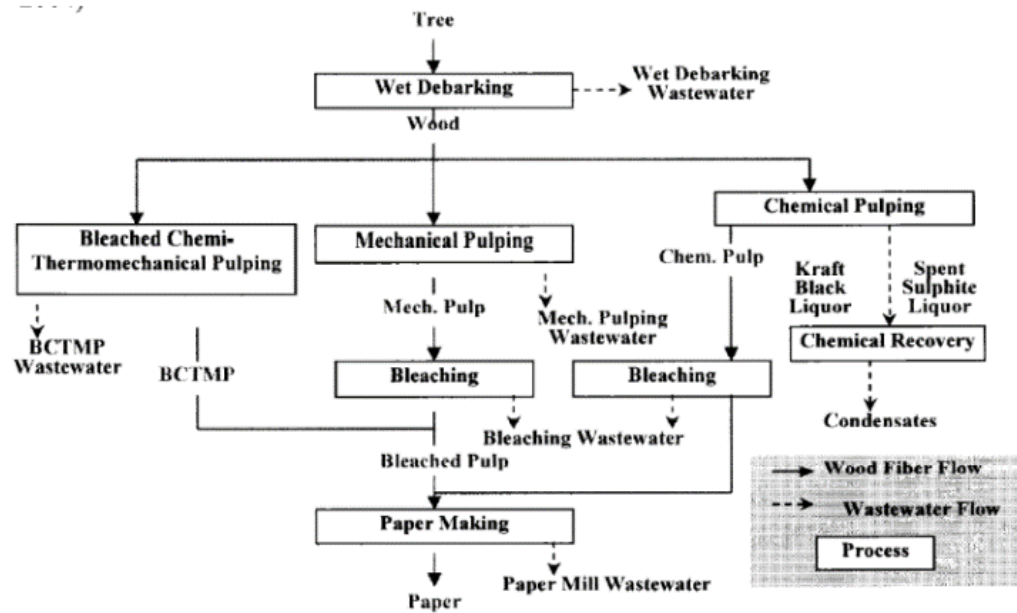 Tree
Wet Debarking
Wet Debarking
Wastewater
Wood
Chemical Pulping
Bleached Chemi-
Thermomechanical Pulping
Mechanical Pulping
Chem. Pulp
Kraft
Black
Liquor
Spent
Sulphite
Liquor
Mech. Pulp
Mech. Pulping
Wastewater
BCTMP
Wastewater
BCTMP
Chemical Recovery
Bleaching
Bleaching
Condensates
Bleaching Wastewater
Bleached Pulp
Wood Fiber Flow
Wastewater Flow
Process
Paper Making
Paper Mill Wastewater
Paper